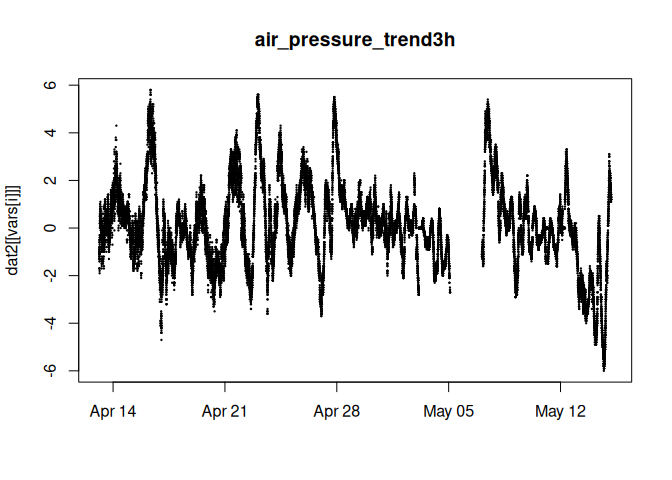 air_pressure_trend3h
dat2[[vars[i]]]
6
4
2
0
-2
-4
-6
Apr 14
Apr 21
Apr 28
May 05
May 12